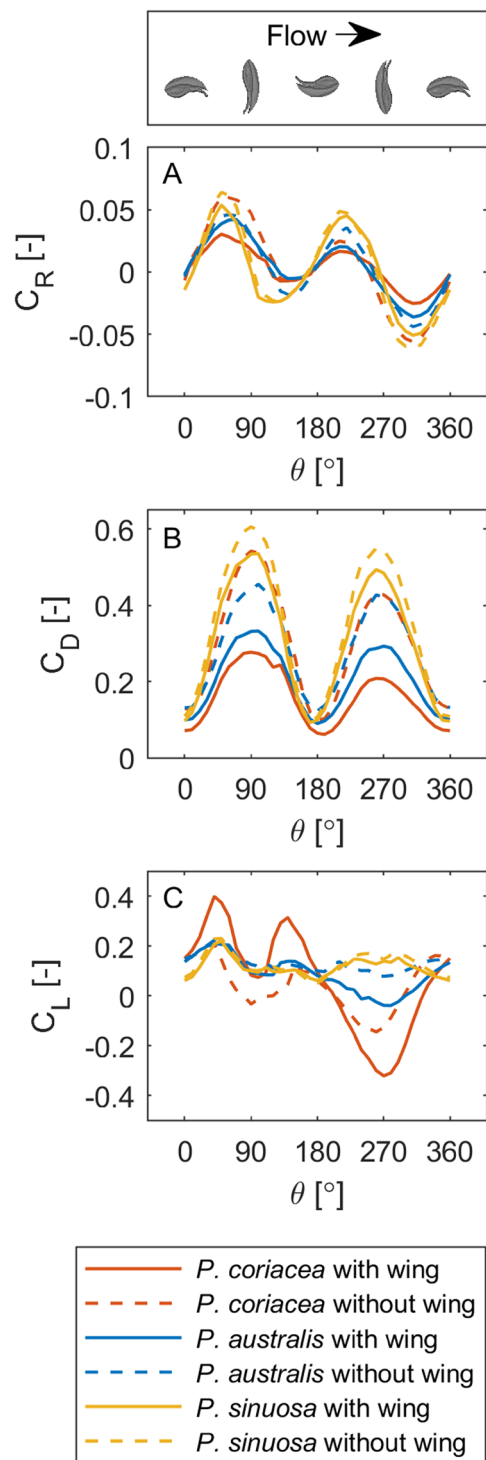 Flow
A
0.1
0.05
0
-0.05
-0.1
C_R [-]
0 90 180 270 360
θ [°]
B
0.6
0.4
0.2
0
C_D [-]
0 90 180 270 360
θ [°]
C
0.4
0.2
0
-0.2
-0.4
C_L [-]
0 90 180 270 360
θ [°]
P. coriacea with wing
P. coriacea without wing
P. australis with wing
P. australis without wing
P. sinuosa with wing
P. sinuosa without wing